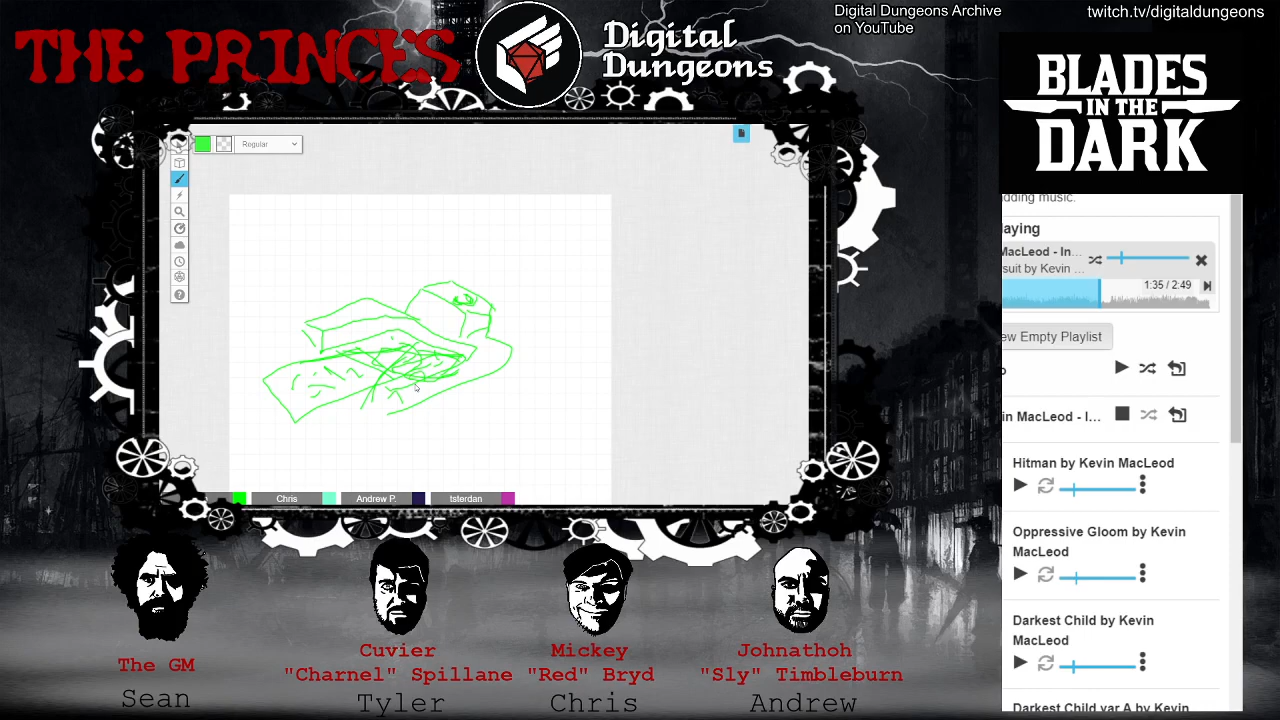 THE PRINCES
Digital
Dungeons
Digital Dungeons Archive
on YouTube
twitch.tv/digitaldungeons
BLADES
IN THE
DARK
Regular
dding music.
laying
MacLeod - In...
suit by Kevin ...
1:35 / 2:49
ew Empty Playlist
in MacLeod - I...
Hitman by Kevin MacLeod
Oppressive Gloom by Kevin
MacLeod
Darkest Child by Kevin
MacLeod
Darkest Child var A by Kevin
Chris
Andrew P.
tsterdan
The GM
Sean
Cuvier
"Charnel" Spillane
Tyler
Mickey
"Red" Bryd
Chris
Johnathoh
"Sly" Timbleburn
Andrew